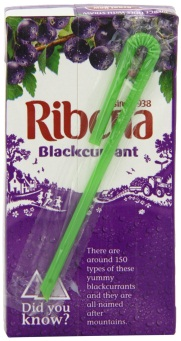 since 1938
Ribena
Blackcurrant
There are
around 150
types of these
yummy
blackcurrants
and they are
all named
after
mountains.
Did you
know?